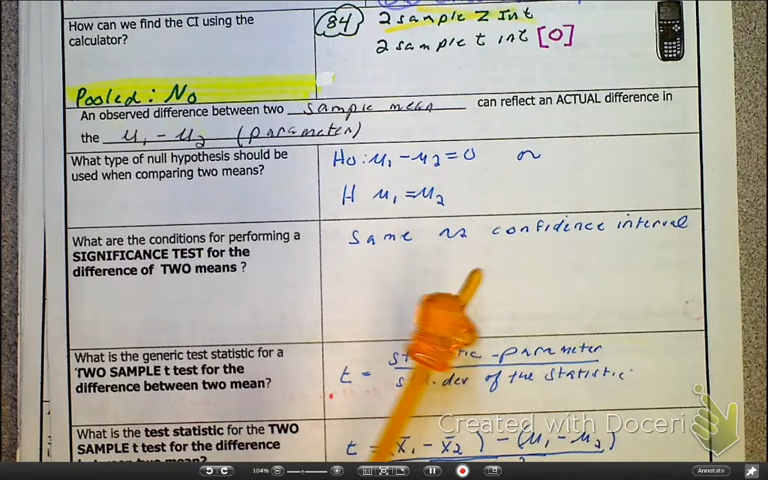 How can we find the CI using the
calculator?
84
2 sample Z Int
2 sample t int [0]
Pooled: No
An observed difference between two sample mean can reflect an ACTUAL difference in
the μ₁ - μ₂ (parameter)
What type of null hypothesis should be
used when comparing two means?
Ho: μ₁ - μ₂ = 0 or
H μ₁ = μ₂
What are the conditions for performing a
SIGNIFICANCE TEST for the
difference of TWO means ?
Same as confidence interval
What is the generic test statistic for a
TWO SAMPLE t test for the
difference between two mean?
t = - parameter
of the statistic
What is the test statistic for the TWO
SAMPLE t test for the difference
t = (x̄₁ - x̄₂) - (μ₁ - μ₂)
Created with Doceri
104%
Annotate